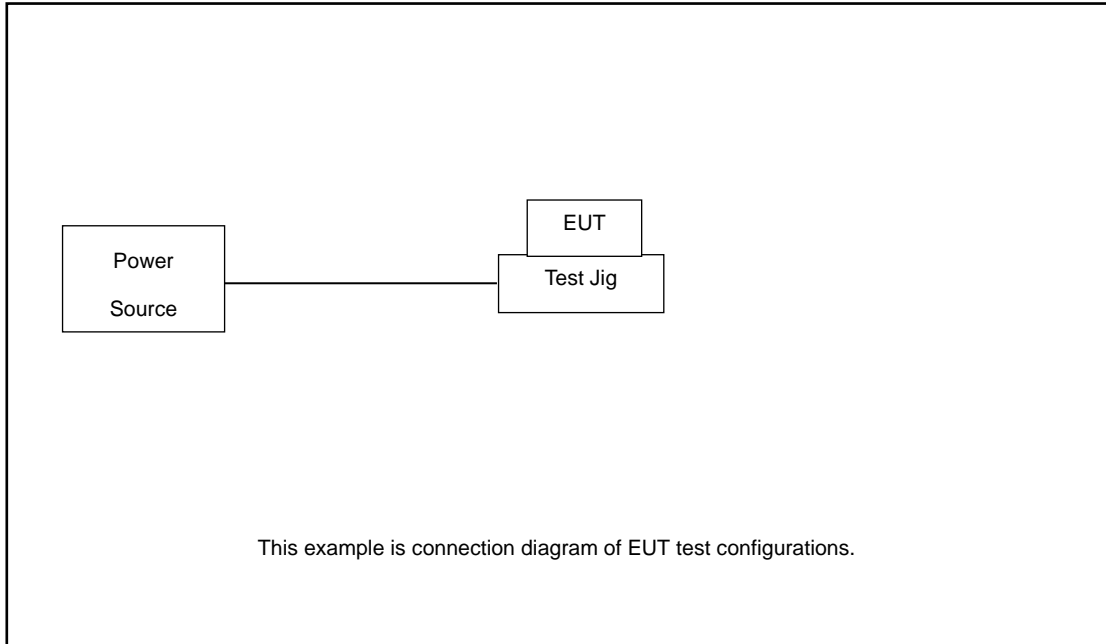 EUT
Power
Source
Test Jig
This example is connection diagram of EUT test configurations.